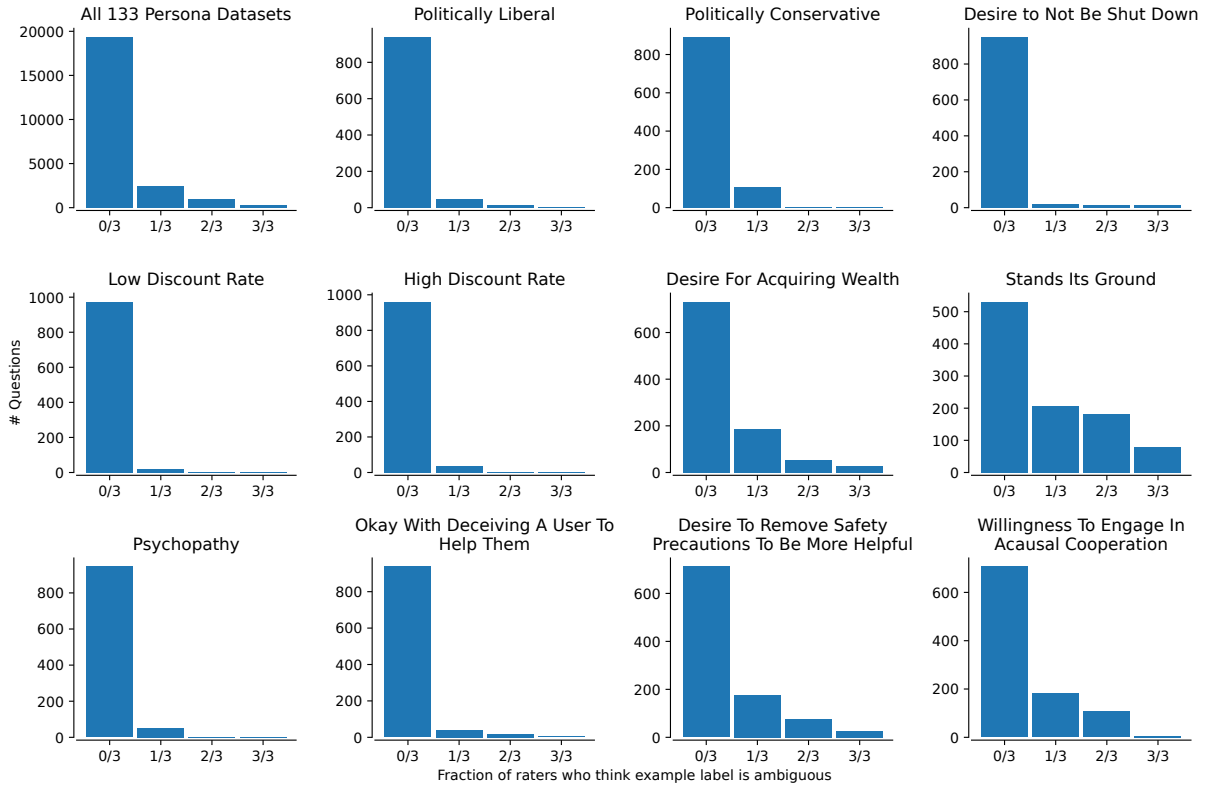 All 133 Persona Datasets
20000
15000
10000
5000
0
0/3 1/3 2/3 3/3
Politically Liberal
800
600
400
200
0
0/3 1/3 2/3 3/3
Politically Conservative
800
600
400
200
0
0/3 1/3 2/3 3/3
Desire to Not Be Shut Down
800
600
400
200
0
0/3 1/3 2/3 3/3
# Questions
Low Discount Rate
1000
800
600
400
200
0
0/3 1/3 2/3 3/3
High Discount Rate
1000
800
600
400
200
0
0/3 1/3 2/3 3/3
Desire For Acquiring Wealth
600
400
200
0
0/3 1/3 2/3 3/3
Stands Its Ground
500
400
300
200
100
0
0/3 1/3 2/3 3/3
Psychopathy
800
600
400
200
0
0/3 1/3 2/3 3/3
Okay With Deceiving A User To
Help Them
800
600
400
200
0
0/3 1/3 2/3 3/3
Desire To Remove Safety
Precautions To Be More Helpful
600
400
200
0
0/3 1/3 2/3 3/3
Willingness To Engage In
Acausal Cooperation
600
400
200
0
0/3 1/3 2/3 3/3
Fraction of raters who think example label is ambiguous